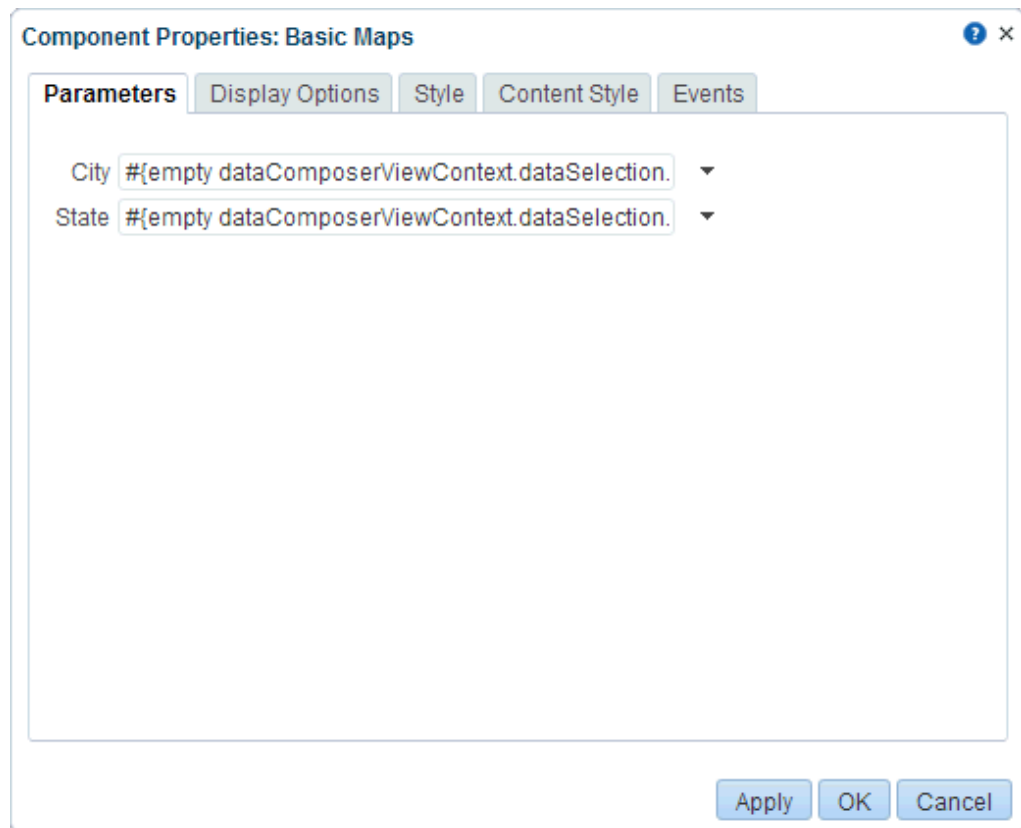 Component Properties: Basic Maps
Parameters Display Options Style Content Style Events
City #{empty dataComposerViewContext.dataSelection.
State #{empty dataComposerViewContext.dataSelection.
Apply OK Cancel